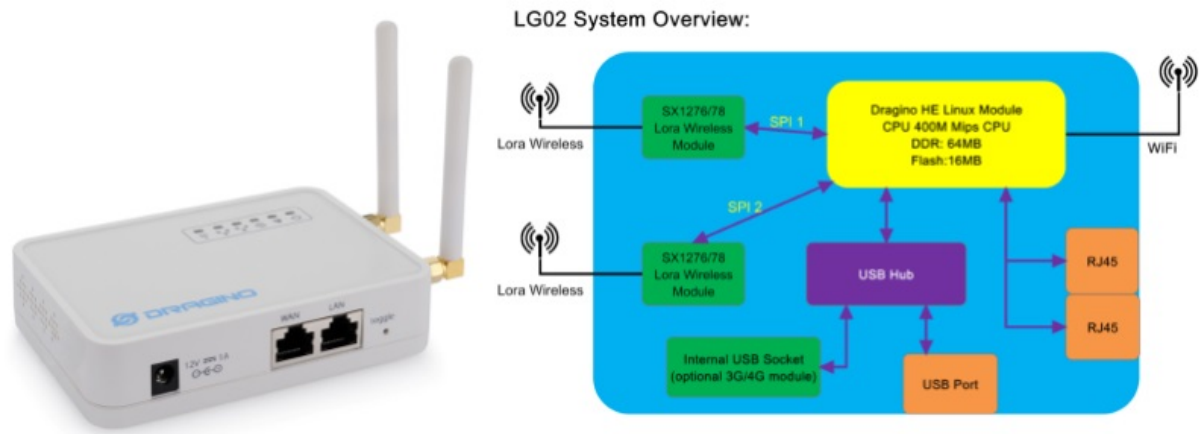 LG02 System Overview:
SX1276/78
Lora Wireless
Module
SPI 1
Dragino HE Linux Module
CPU 400M Mips CPU
DDR: 64MB
Flash:16MB
Lora Wireless
WiFi
SPI 2
SX1276/78
Lora Wireless
Module
Lora Wireless
USB Hub
RJ45
RJ45
Internal USB Socket
(optional 3G/4G module)
USB Port
DRAGINO
WAN
LAN
toggle
12V 1A